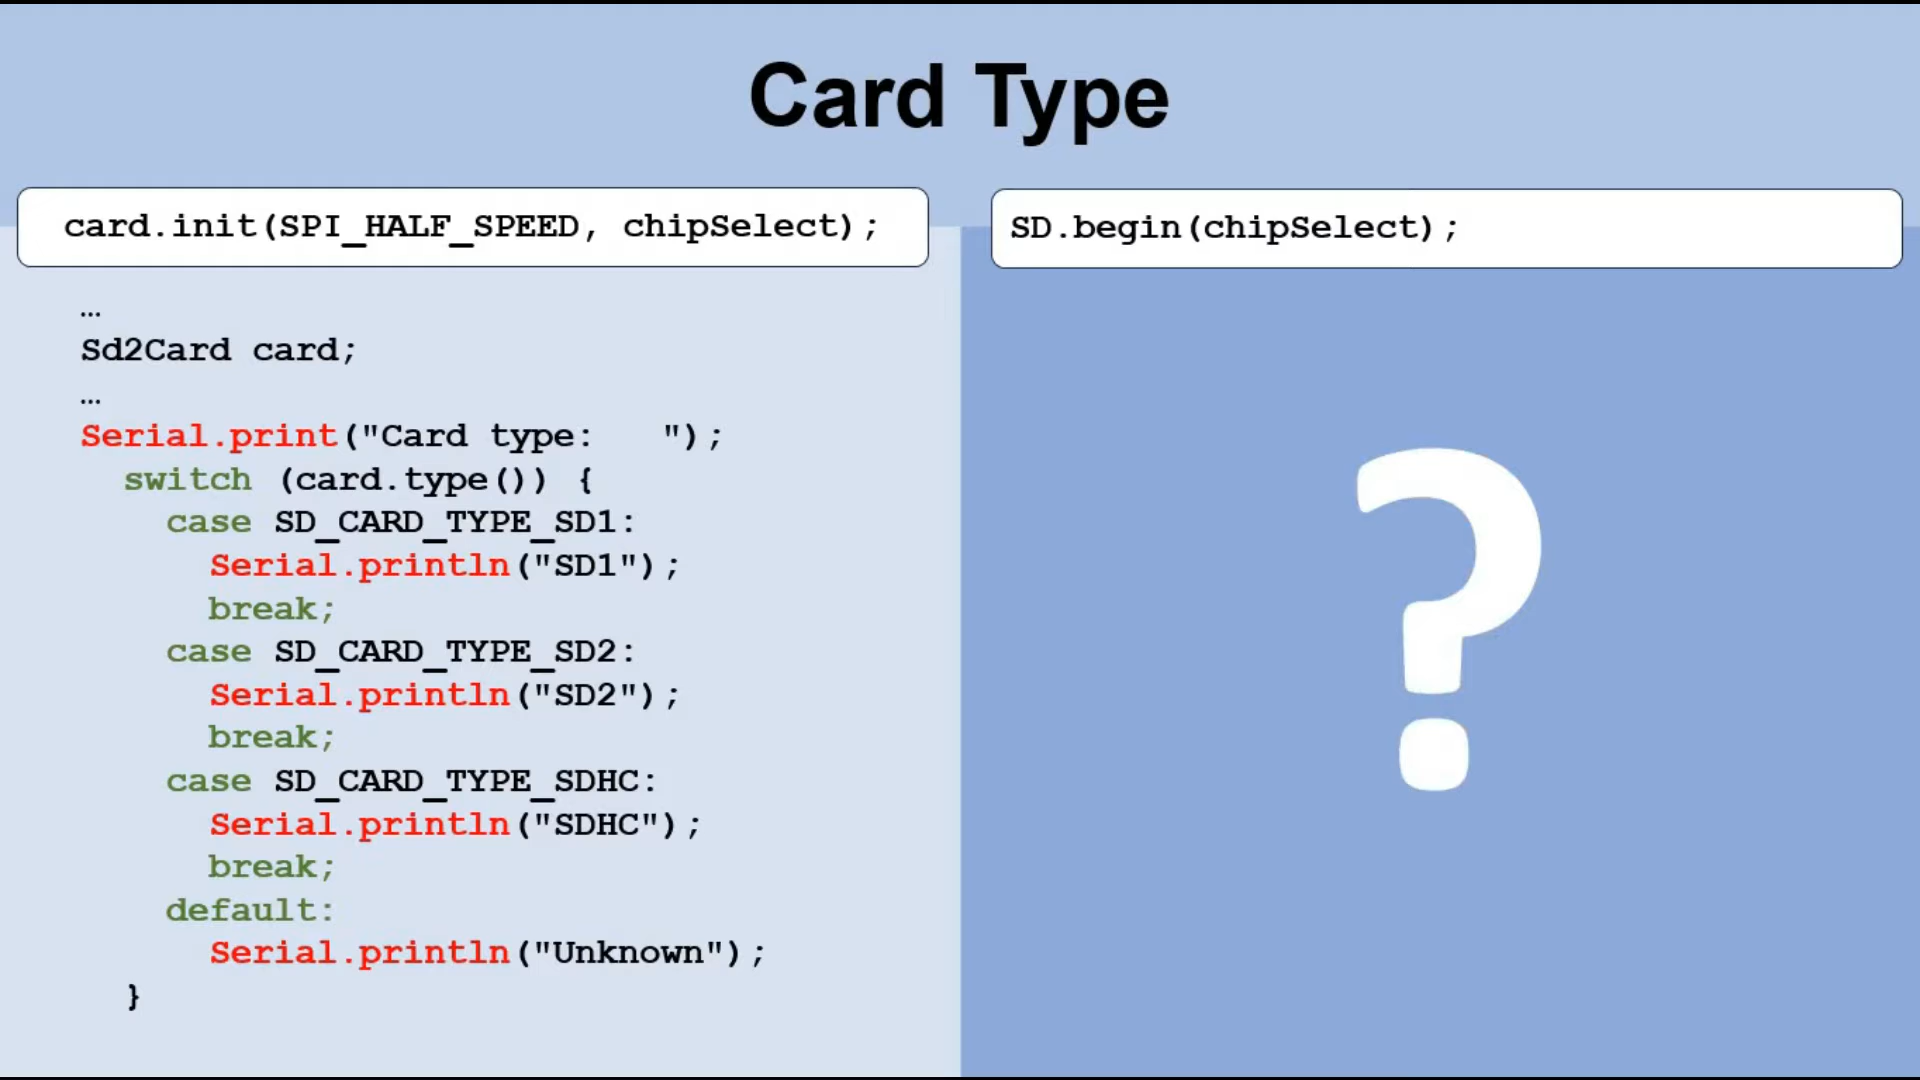 Card Type
card.init(SPI_HALF_SPEED, chipSelect);
…
Sd2Card card;
…
Serial.print("Card type:   ");
switch (card.type()) {
case SD_CARD_TYPE_SD1:
Serial.println("SD1");
break;
case SD_CARD_TYPE_SD2:
Serial.println("SD2");
break;
case SD_CARD_TYPE_SDHC:
Serial.println("SDHC");
break;
default:
Serial.println("Unknown");
}
SD.begin(chipSelect);
?